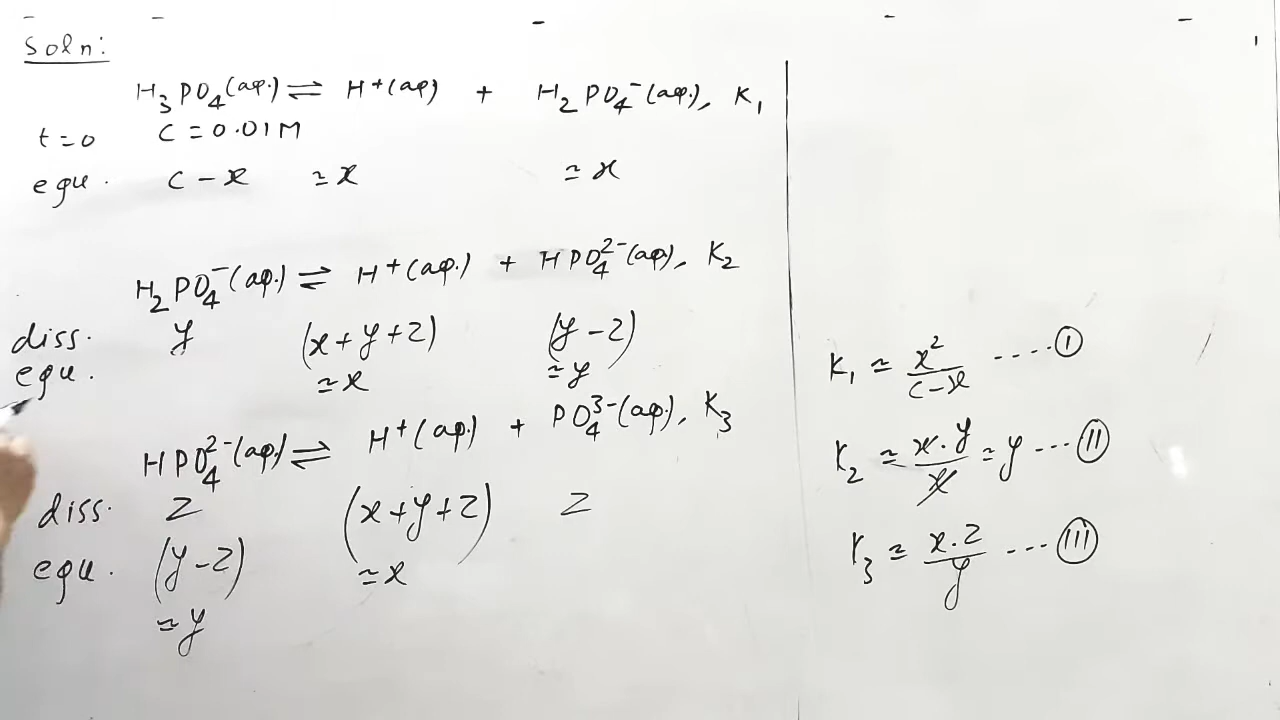 Soln:
H₃PO₄(aq.) ⇌ H⁺(aq) + H₂PO₄⁻(aq.), K₁
t=0 C = 0.01M
equ. C-x ≃x ≃x
H₂PO₄⁻(aq.) ⇌ H⁺(aq.) + HPO₄²⁻(aq), K₂
diss. y (x+y+z) (y-z)
equ. ≃x ≃y
HPO₄²⁻(aq) ⇌ H⁺(aq.) + PO₄³⁻(aq.), K₃
diss. z (x+y+z) z
equ. (y-z) ≃x
≃y
K₁ ≃ x²/(C-x) ---- (I)
K₂ ≃ x.y/x = y --- (II)
K₃ ≃ x.z/y --- (III)